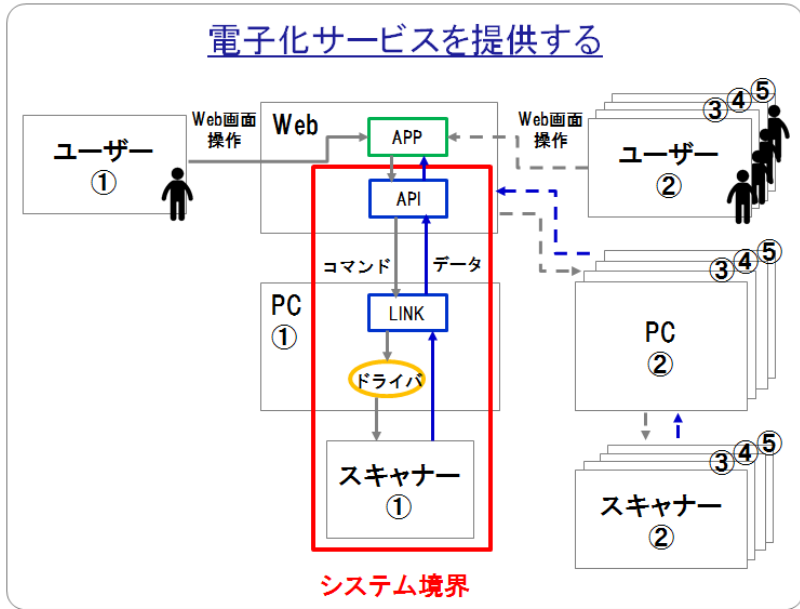 電子化サービスを提供する
Web画面
操作
ユーザー
①
Web
APP
API
Web画面
操作
⑤
④
③
ユーザー
②
コマンド
データ
PC
①
LINK
ドライバ
スキャナー
①
システム境界
⑤
④
③
PC
②
⑤
④
③
スキャナー
②